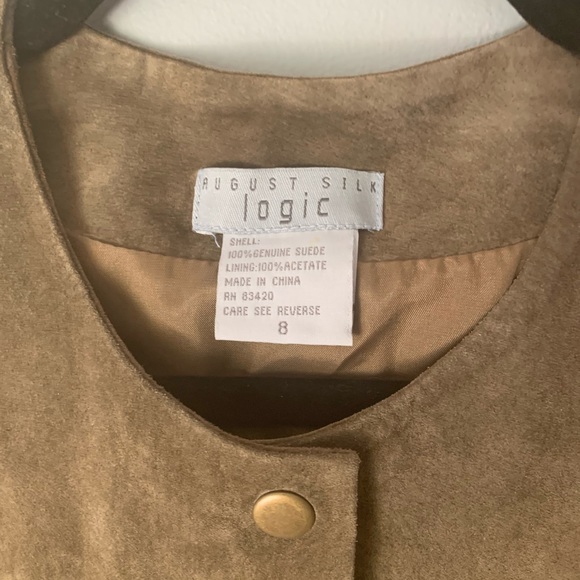 AUGUST SILK
logic
SHELL:
100%GENUINE SUEDE
LINING:100%ACETATE
MADE IN CHINA
RN 83420
CARE SEE REVERSE
8